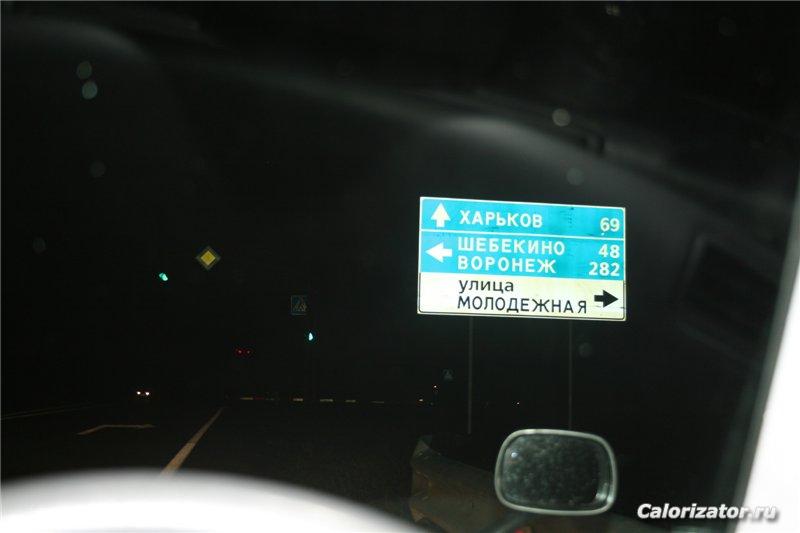 ХАРЬКОВ 69
ШЕБЕКИНО 48
ВОРОНЕЖ 282
улица
МОЛОДЕЖНАЯ
Calorizator.ru